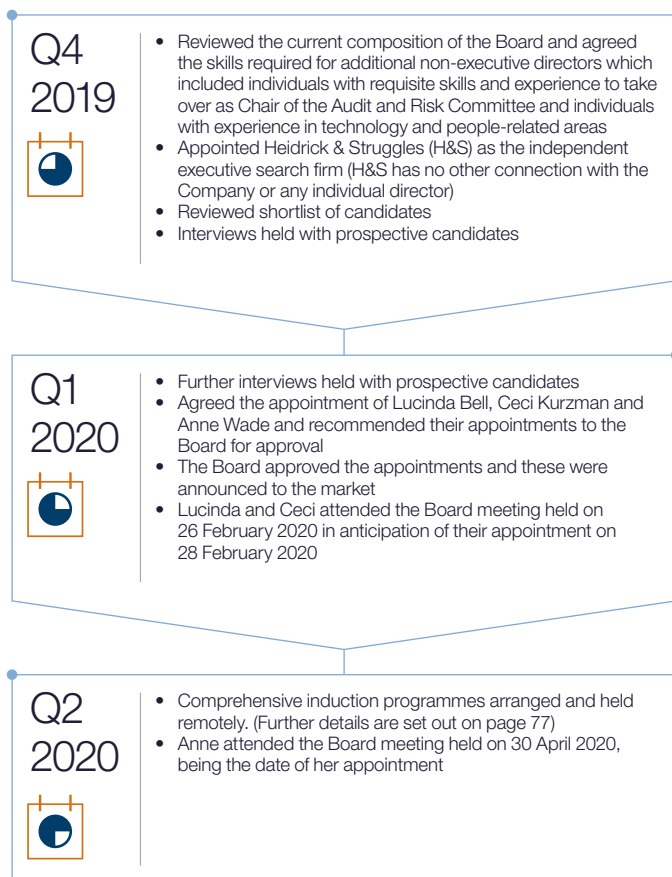 Q4
2019
• Reviewed the current composition of the Board and agreed
the skills required for additional non-executive directors which
included individuals with requisite skills and experience to take
over as Chair of the Audit and Risk Committee and individuals
with experience in technology and people-related areas
• Appointed Heidrick & Struggles (H&S) as the independent
executive search firm (H&S has no other connection with the
Company or any individual director)
• Reviewed shortlist of candidates
• Interviews held with prospective candidates
Q1
2020
• Further interviews held with prospective candidates
• Agreed the appointment of Lucinda Bell, Ceci Kurzman and
Anne Wade and recommended their appointments to the
Board for approval
• The Board approved the appointments and these were
announced to the market
• Lucinda and Ceci attended the Board meeting held on
26 February 2020 in anticipation of their appointment on
28 February 2020
Q2
2020
• Comprehensive induction programmes arranged and held
remotely. (Further details are set out on page 77)
• Anne attended the Board meeting held on 30 April 2020,
being the date of her appointment